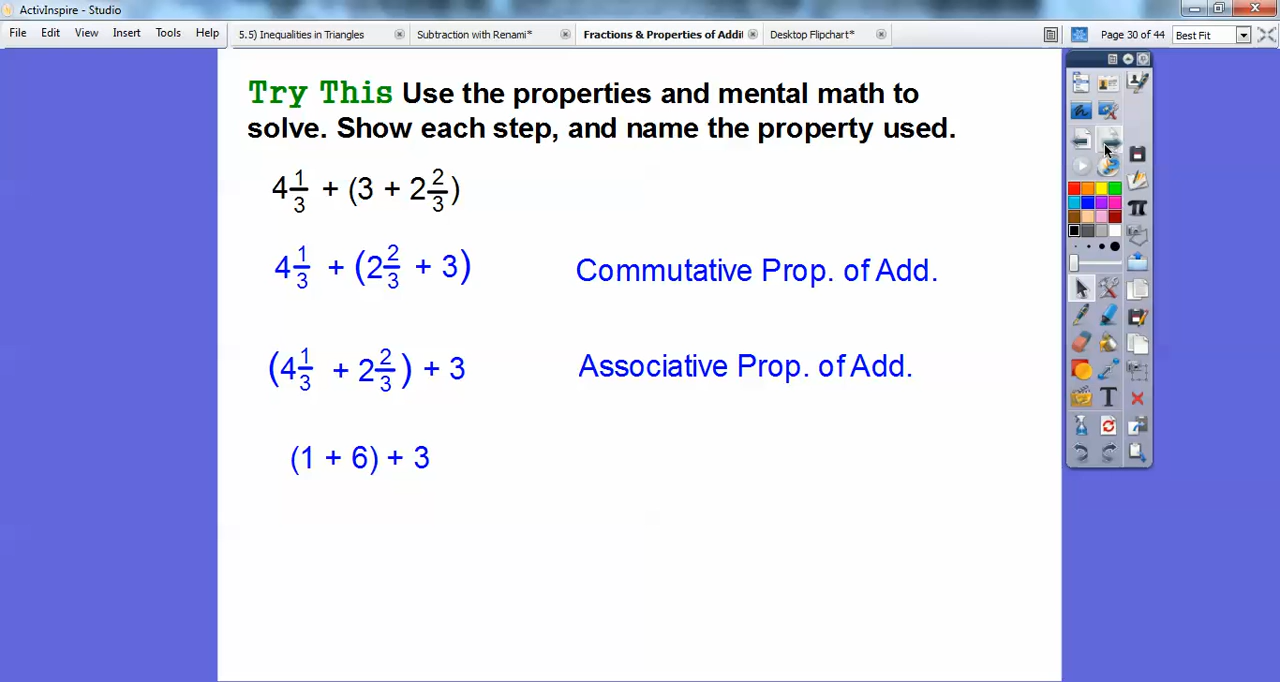 ActivInspire - Studio
File Edit View Insert Tools Help
5.5) Inequalities in Triangles
Subtraction with Renami*
Fractions & Properties of Addit
Desktop Flipchart*
Page 30 of 44
Best Fit
Try This Use the properties and mental math to
solve. Show each step, and name the property used.
4 1/3 + (3 + 2 2/3)
4 1/3 + (2 2/3 + 3) Commutative Prop. of Add.
(4 1/3 + 2 2/3) + 3 Associative Prop. of Add.
(1 + 6) + 3